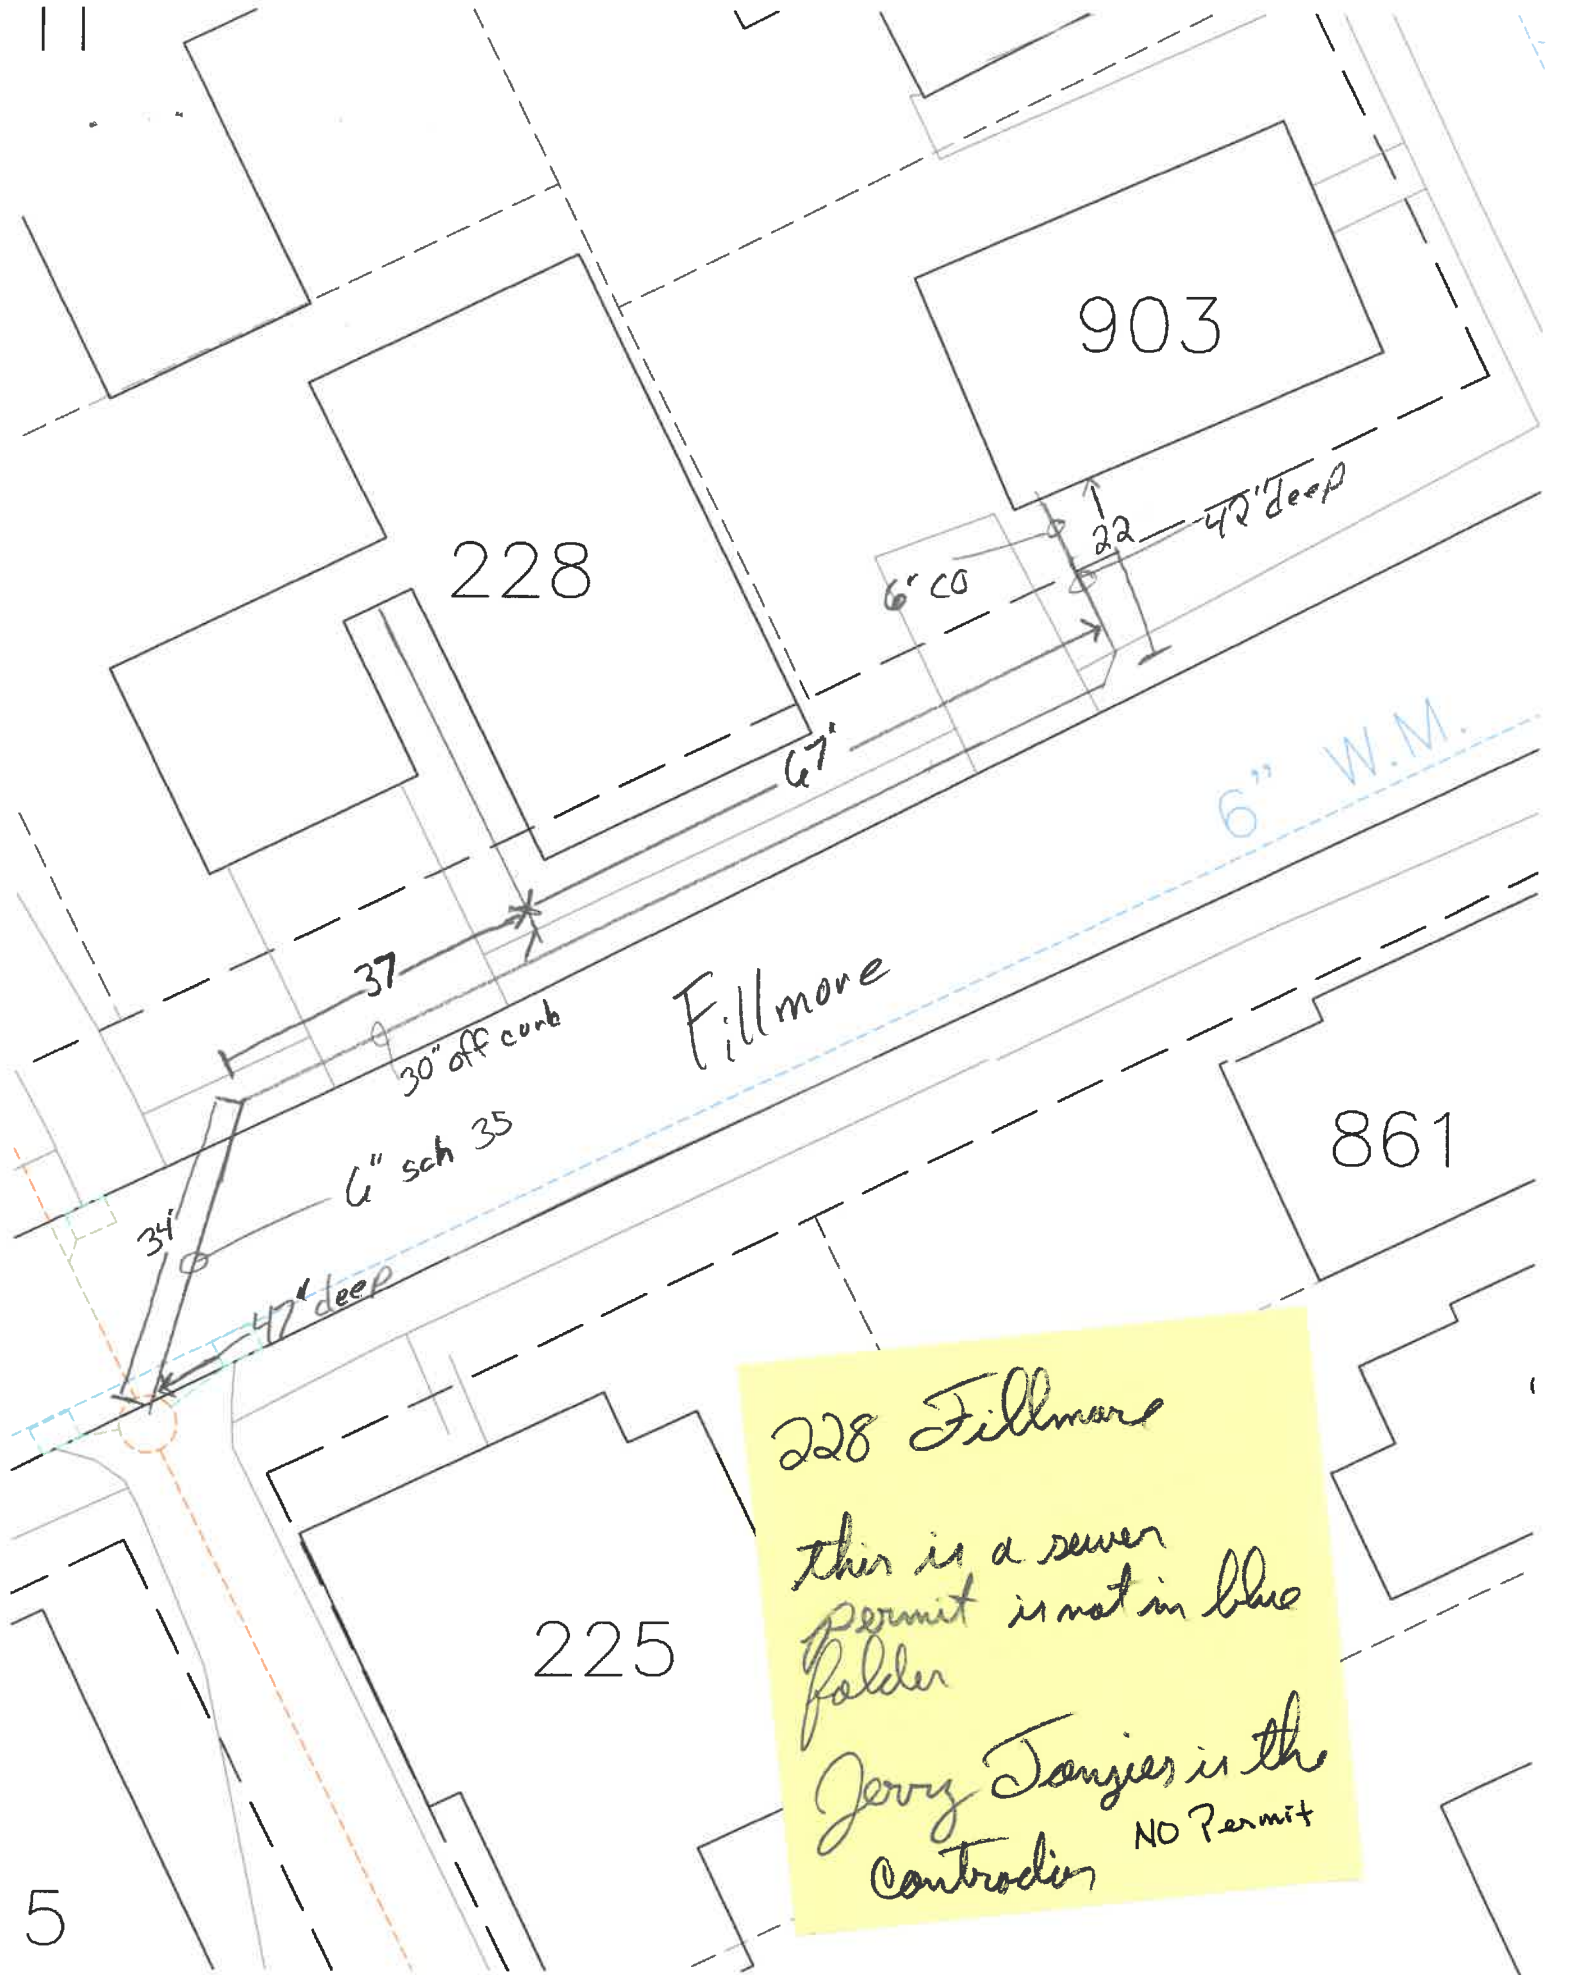 11
903
228
42" deep
22
6" CO
67'
6" W.M.
37
30" off curb
Fillmore
6" sch 35
861
34'
47" deep
228 Fillmore
this is a sewer
permit is not in blue
folder
Jerry is the
NO Permit
225
5